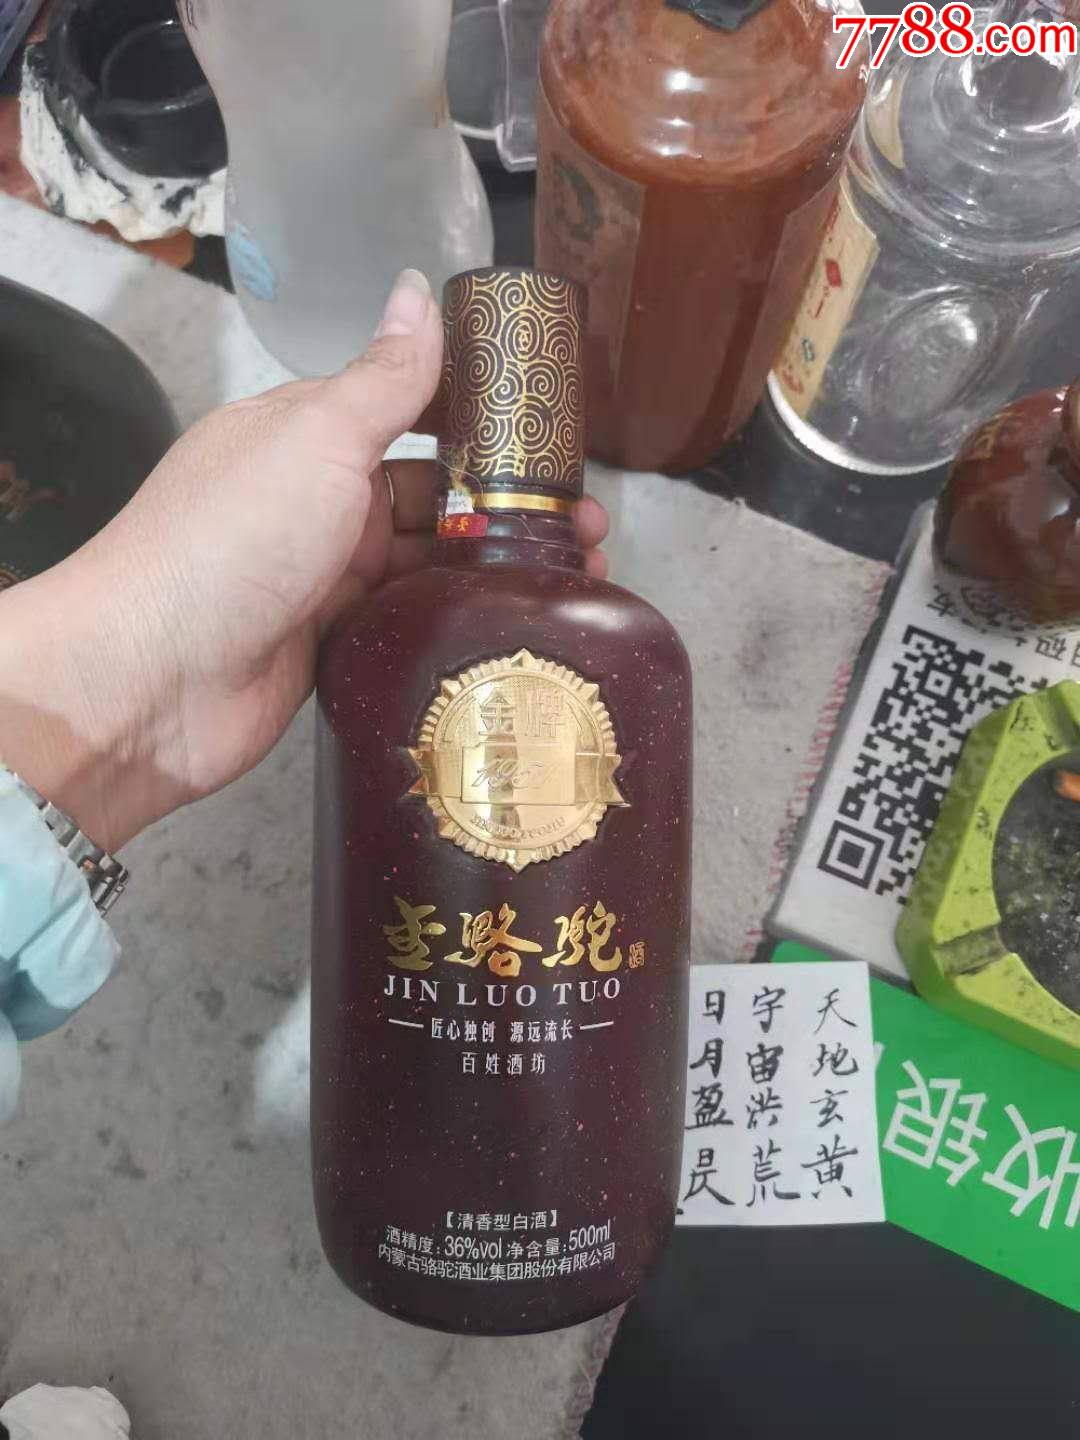 7788.com
金牌
金骆驼酒
JIN LUO TUO
匠心独创 源远流长
百姓酒坊
【清香型白酒】
酒精度:36%vol 净含量:500ml
内蒙古骆驼酒业集团股份有限公司
天地玄黄
宇宙洪荒
日月盈昃
收银